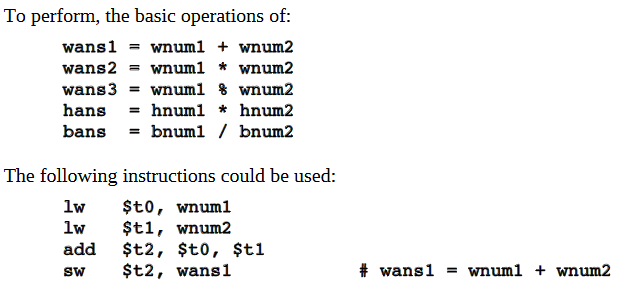 To perform, the basic operations of:
wans1 = wnum1 + wnum2
wans2 = wnum1 * wnum2
wans3 = wnum1 % wnum2
hans = hnum1 * hnum2
bans = bnum1 / bnum2
The following instructions could be used:
lw $t0, wnum1
lw $t1, wnum2
add $t2, $t0, $t1
sw $t2, wans1 # wans1 = wnum1 + wnum2